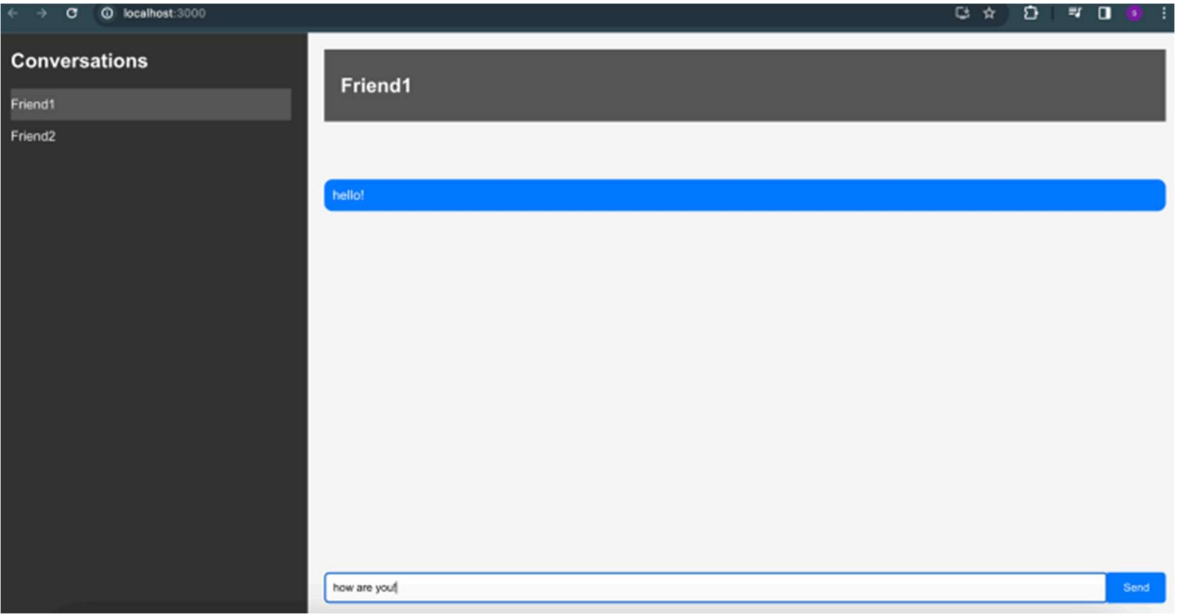 localhost:3000
S
Conversations
Friend1
Friend2
Friend1
hello!
how are you
Send